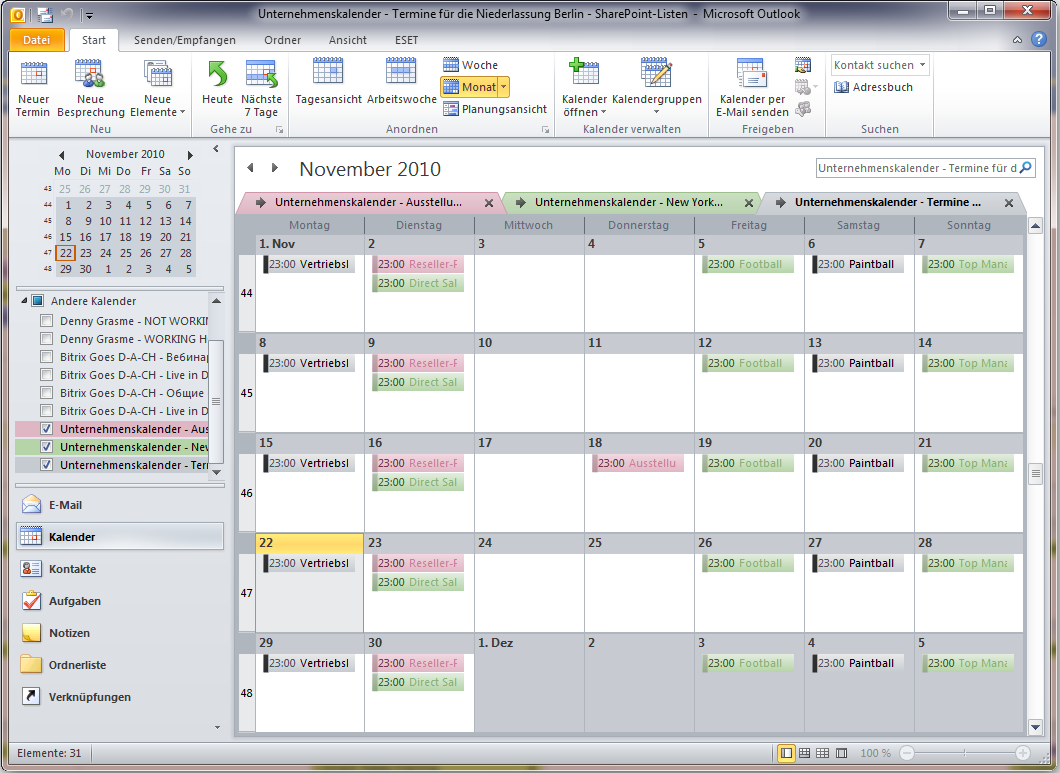 Unternehmenskalender - Termine für die Niederlassung Berlin - SharePoint-Listen - Microsoft Outlook
Datei Start Senden/Empfangen Ordner Ansicht ESET
Neuer Termin
Neue Besprechung
Neue Elemente
Neu
Heute
Nächste 7 Tage
Gehe zu
Tagesansicht
Arbeitswoche
Woche
Monat
Planungsansicht
Anordnen
Kalender öffnen
Kalendergruppen
Kalender verwalten
Kalender per E-Mail senden
Freigeben
Kontakt suchen
Adressbuch
Suchen
November 2010
Mo Di Mi Do Fr Sa So
43 25 26 27 28 29 30 31
44 1 2 3 4 5 6 7
45 8 9 10 11 12 13 14
46 15 16 17 18 19 20 21
47 22 23 24 25 26 27 28
48 29 30 1 2 3 4 5
Andere Kalender
Denny Grasme - NOT WORKIN
Denny Grasme - WORKING H
Bitrix Goes D-A-CH - Вебинар
Bitrix Goes D-A-CH - Live in D
Bitrix Goes D-A-CH - Общие
Bitrix Goes D-A-CH - Live in D
Unternehmenskalender - Aus
Unternehmenskalender - New
Unternehmenskalender - Terr
E-Mail
Kalender
Kontakte
Aufgaben
Notizen
Ordnerliste
Verknüpfungen
November 2010
Unternehmenskalender - Termine für d
Unternehmenskalender - Ausstellu... Unternehmenskalender - New York... Unternehmenskalender - Termine ...
Montag Dienstag Mittwoch Donnerstag Freitag Samstag Sonntag
1. Nov 2 3 4 5 6 7
44
23:00 Vertriebsl 23:00 Reseller-F 23:00 Football 23:00 Paintball 23:00 Top Mana
23:00 Direct Sal
8 9 10 11 12 13 14
45
23:00 Vertriebsl 23:00 Reseller-F 23:00 Football 23:00 Paintball 23:00 Top Mana
23:00 Direct Sal
15 16 17 18 19 20 21
46
23:00 Vertriebsl 23:00 Reseller-F 23:00 Ausstellu 23:00 Football 23:00 Paintball 23:00 Top Mana
23:00 Direct Sal
22 23 24 25 26 27 28
47
23:00 Vertriebsl 23:00 Reseller-F 23:00 Football 23:00 Paintball 23:00 Top Mana
23:00 Direct Sal
29 30 1. Dez 2 3 4 5
48
23:00 Vertriebsl 23:00 Reseller-F 23:00 Football 23:00 Paintball 23:00 Top Mana
23:00 Direct Sal
Elemente: 31
100 %